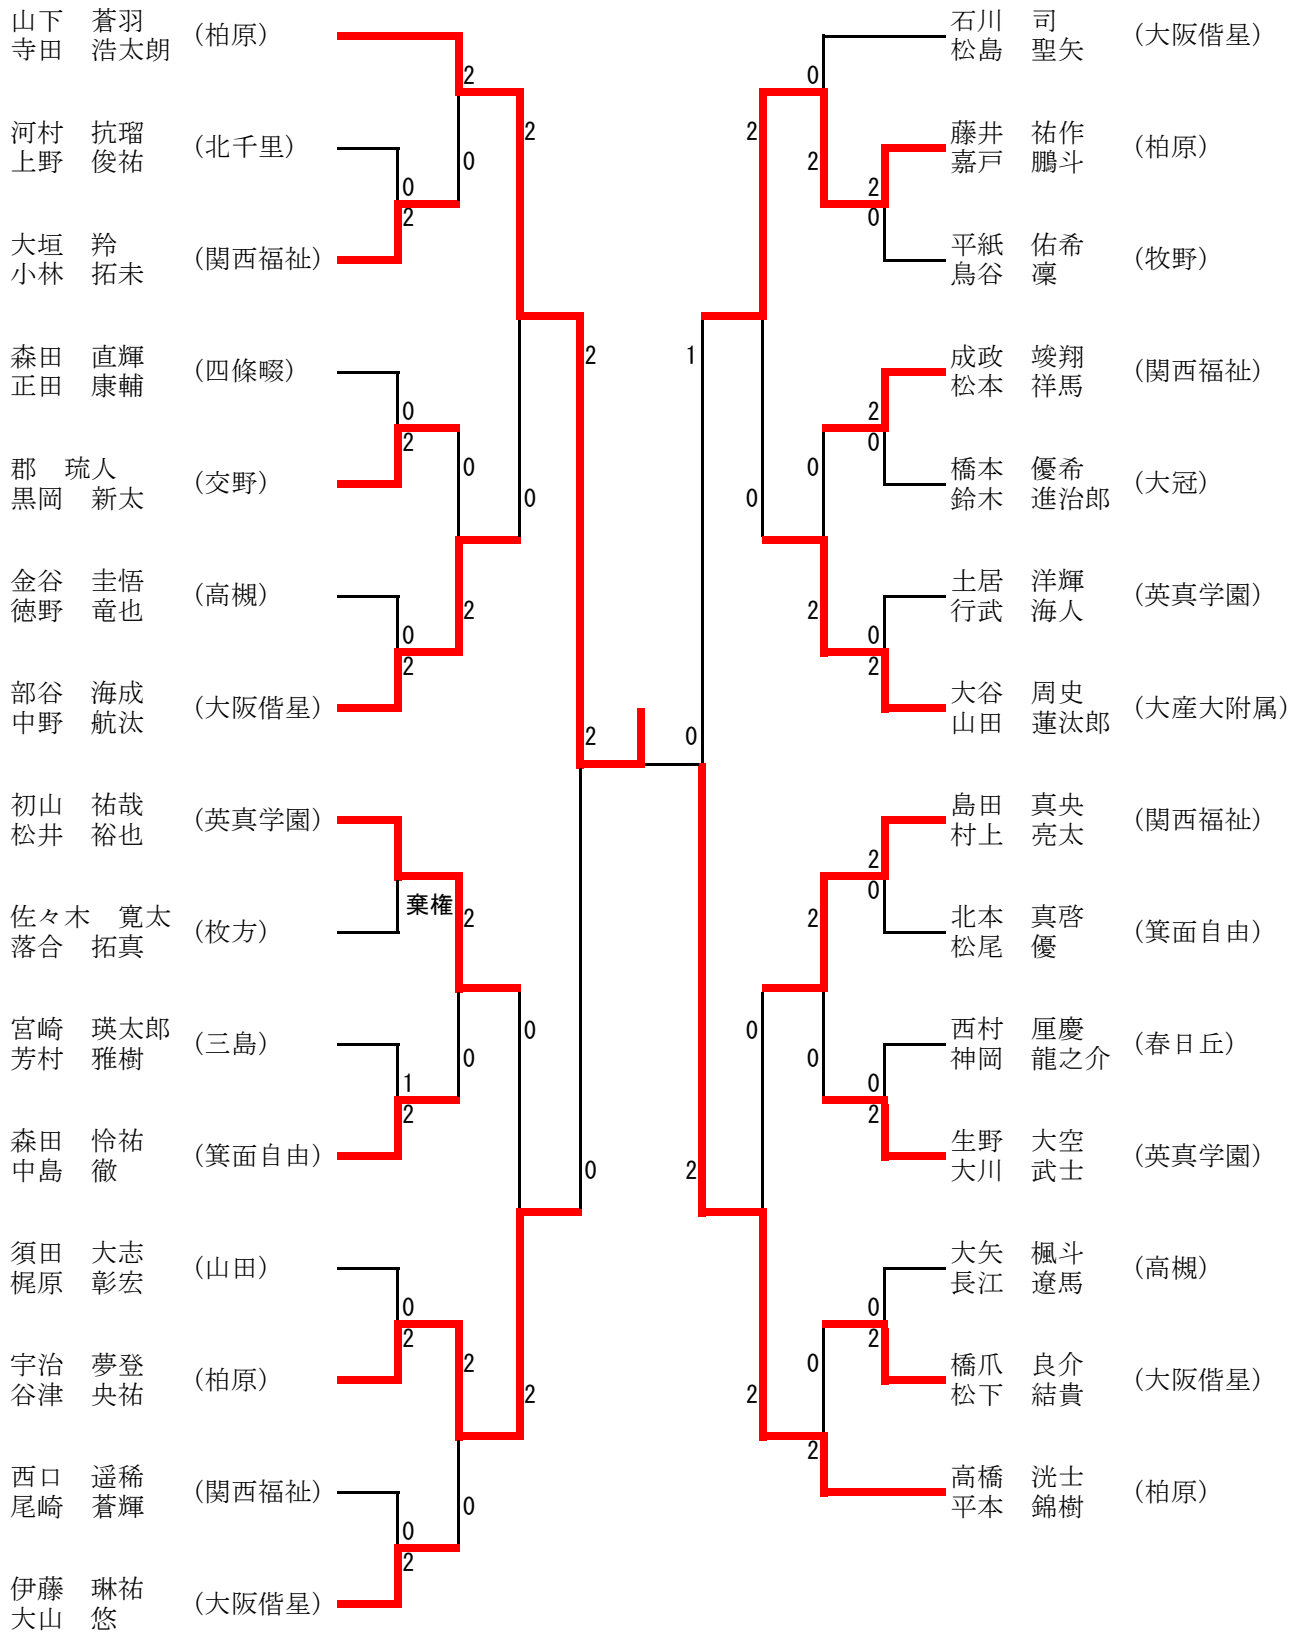 山下　蒼羽
寺田　浩太朗
(柏原)
河村　抗瑠
上野　俊祐
(北千里)
大垣　羚
小林　拓未
(関西福祉)
森田　直輝
正田　康輔
(四條畷)
郡　琉人
黒岡　新太
(交野)
金谷　圭悟
徳野　竜也
(高槻)
部谷　海成
中野　航汰
(大阪偕星)
初山　祐哉
松井　裕也
(英真学園)
佐々木　寛太
落合　拓真
(枚方)
宮崎　瑛太郎
芳村　雅樹
(三島)
森田　怜祐
中島　徹
(箕面自由)
須田　大志
梶原　彰宏
(山田)
宇治　夢登
谷津　央祐
(柏原)
西口　遥稀
尾崎　蒼輝
(関西福祉)
伊藤　琳祐
大山　悠
(大阪偕星)
0
2
0
2
0
2
棄権
1
2
0
2
0
2
2
0
0
2
2
0
2
0
2
0
0
2
2
0
2
0
1
2
2
0
0
2
0
2
0
2
2
0
0
2
2
0
2
0
0
2
2
0
0
2
0
2
石川　司
松島　聖矢
(大阪偕星)
藤井　祐作
嘉戸　鵬斗
(柏原)
平紙　佑希
鳥谷　凜
(牧野)
成政　竣翔
松本　祥馬
(関西福祉)
橋本　優希
鈴木　進治郎
(大冠)
土居　洋輝
行武　海人
(英真学園)
大谷　周史
山田　蓮汰郎
(大産大附属)
島田　真央
村上　亮太
(関西福祉)
北本　真啓
松尾　優
(箕面自由)
西村　厘慶
神岡　龍之介
(春日丘)
生野　大空
大川　武士
(英真学園)
大矢　楓斗
長江　遼馬
(高槻)
橋爪　良介
松下　結貴
(大阪偕星)
高橋　洸士
平本　錦樹
(柏原)